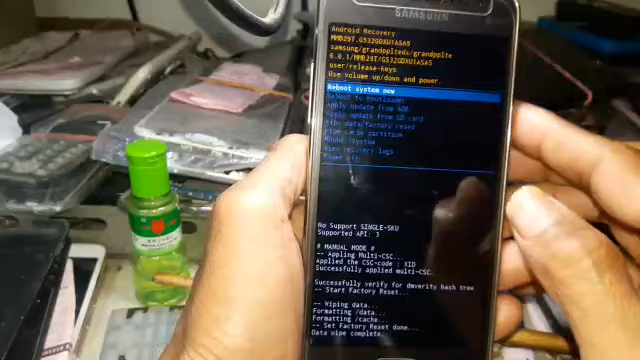 SAMSUNG
Android Recovery
MMB29T.G532GDXU1ASA5
samsung/grandppltedx/grandpplte
6.0.1/MMB29T/G532GDXU1ASA5
user/release-keys
Use volume up/down and power.
Reboot system now
Reboot to bootloader
Apply update from ADB
Apply update from SD card
Wipe data/factory reset
Wipe cache partition
Mount /system
View recovery logs
Power off
No Support SINGLE-SKU
Supported API: 3
# MANUAL MODE #
-- Appling Multi-CSC...
Applied the CSC-code : XID
Successfully applied multi-CSC.
Successfully verify for dmverity hash tree
-- Start Factory Reset...
-- Wiping data...
Formatting /data...
Formatting /cache...
-- Set Factory Reset done...
Data wipe complete.